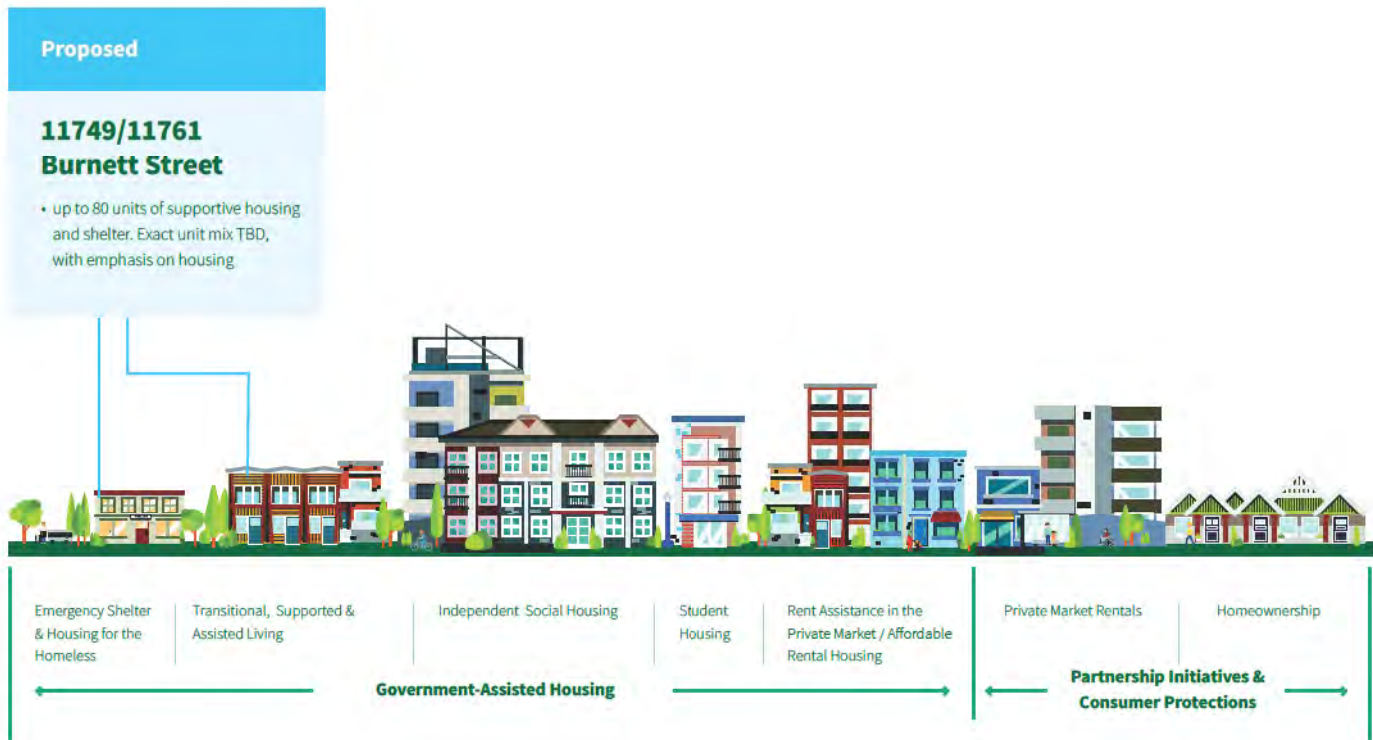 Proposed
11749/11761
Burnett Street
• up to 80 units of supportive housing
and shelter. Exact unit mix TBD,
with emphasis on housing
Emergency Shelter
& Housing for the
Homeless
Transitional, Supported &
Assisted Living
Independent Social Housing
Student
Housing
Rent Assistance in the
Private Market / Affordable
Rental Housing
Private Market Rentals
Homeownership
Government-Assisted Housing
Partnership Initiatives &
Consumer Protections